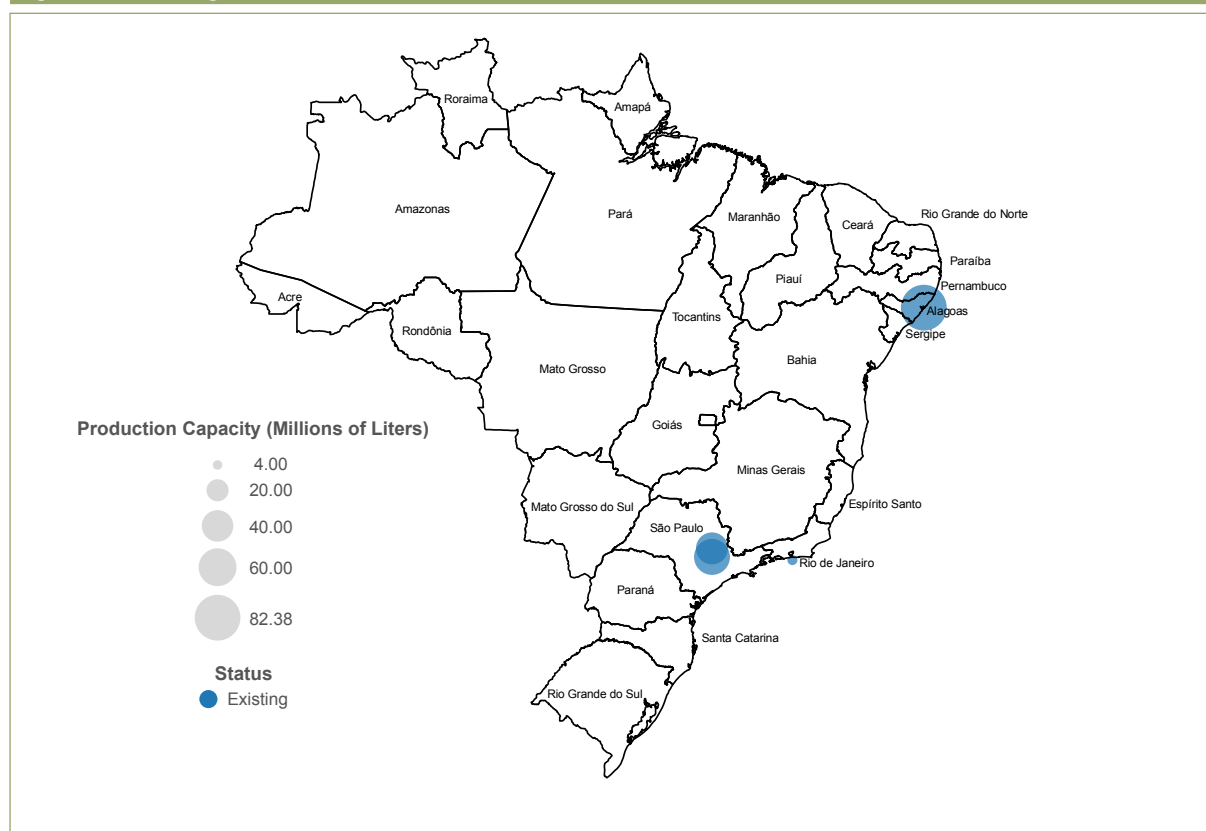 Roraima
Amapá
Amazonas
Pará
Maranhão
Ceará
Rio Grande do Norte
Paraíba
Piauí
Pernambuco
Acre
Alagoas
Tocantins
Rondônia
Sergipe
Bahia
Mato Grosso
Goiás
Production Capacity (Millions of Liters)
4.00
20.00
40.00
60.00
82.38
Minas Gerais
Mato Grosso do Sul
Espírito Santo
São Paulo
Rio de Janeiro
Paraná
Santa Catarina
Rio Grande do Sul
Status
Existing